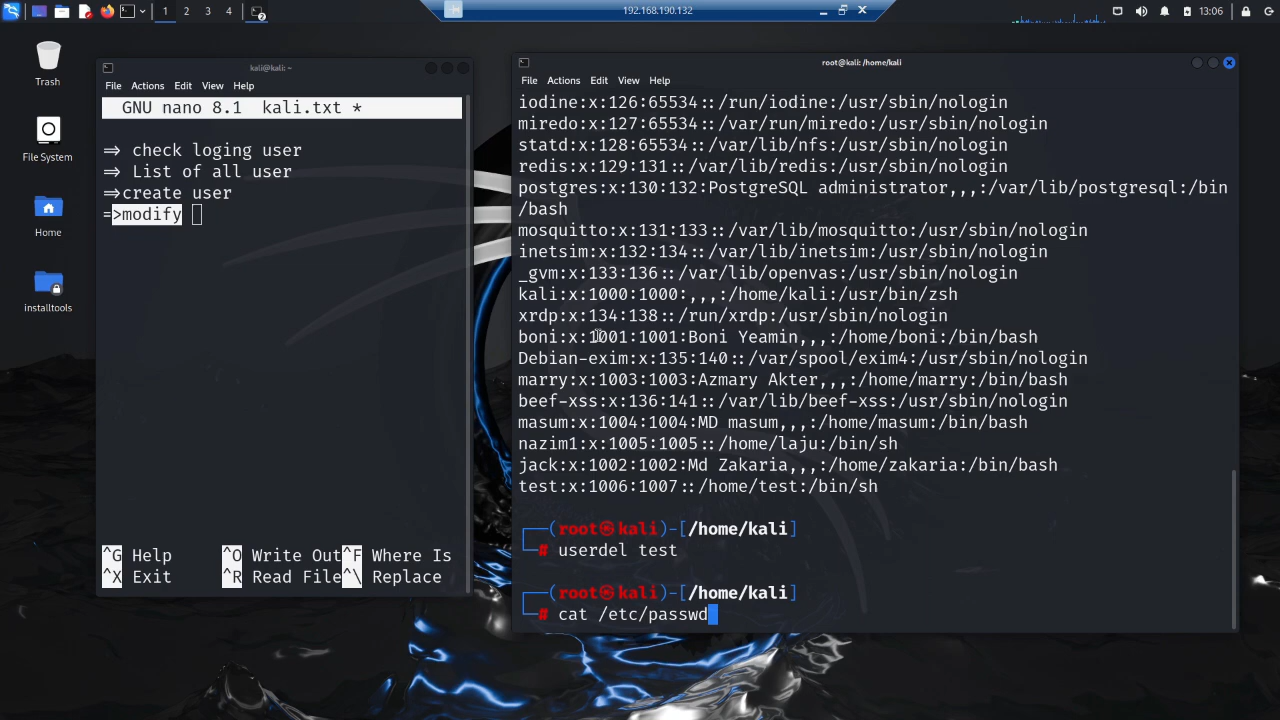 1
2
3
4
2
192.168.190.132
13:06
Trash
File System
Home
installtools
kali@kali: ~
File Actions Edit View Help
GNU nano 8.1 kali.txt *
=> check loging user
=> List of all user
=>create user
=>modify
^G Help ^O Write Out ^F Where Is
^X Exit ^R Read File ^\ Replace
root@kali: /home/kali
File Actions Edit View Help
iodine:x:126:65534::/run/iodine:/usr/sbin/nologin
miredo:x:127:65534::/var/run/miredo:/usr/sbin/nologin
statd:x:128:65534::/var/lib/nfs:/usr/sbin/nologin
redis:x:129:131::/var/lib/redis:/usr/sbin/nologin
postgres:x:130:132:PostgreSQL administrator,,,:/var/lib/postgresql:/bin
/bash
mosquitto:x:131:133::/var/lib/mosquitto:/usr/sbin/nologin
inetsim:x:132:134::/var/lib/inetsim:/usr/sbin/nologin
_gvm:x:133:136::/var/lib/openvas:/usr/sbin/nologin
kali:x:1000:1000:,,,:/home/kali:/usr/bin/zsh
xrdp:x:134:138::/run/xrdp:/usr/sbin/nologin
boni:x:1001:1001:Boni Yeamin,,,:/home/boni:/bin/bash
Debian-exim:x:135:140::/var/spool/exim4:/usr/sbin/nologin
marry:x:1003:1003:Azmary Akter,,,:/home/marry:/bin/bash
beef-xss:x:136:141::/var/lib/beef-xss:/usr/sbin/nologin
masum:x:1004:1004:MD masum,,,:/home/masum:/bin/bash
nazim1:x:1005:1005::/home/laju:/bin/sh
jack:x:1002:1002:Md Zakaria,,,:/home/zakaria:/bin/bash
test:x:1006:1007::/home/test:/bin/sh
(root㉿kali)-[/home/kali]
# userdel test
(root㉿kali)-[/home/kali]
# cat /etc/passwd